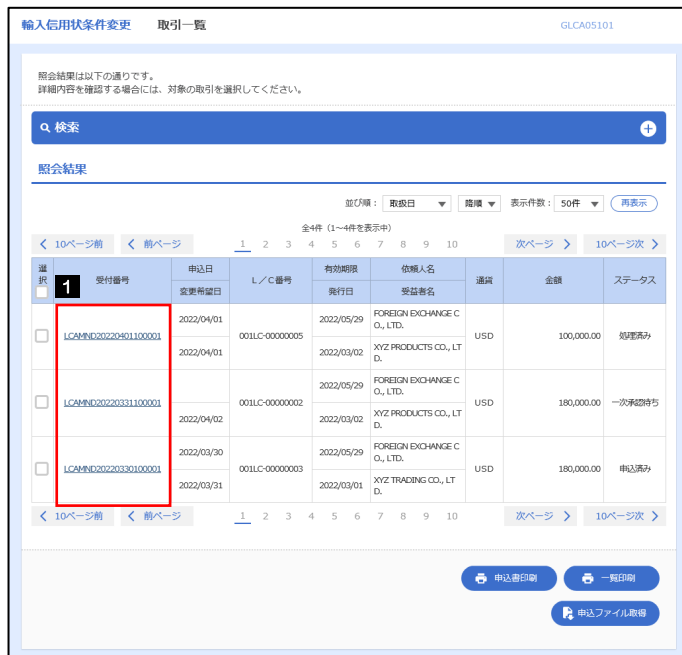 輸入信用状条件変更 取引一覧 GLCA05101
照会結果は以下の通りです。
詳細内容を確認する場合には、対象の取引を選択してください。
検索
照会結果
並び順： 取扱日 降順 表示件数： 50件 再表示
全4件（1～4件を表示中）
10ページ前 前ページ 1 2 3 4 5 6 7 8 9 10 次ページ 10ページ次
選択 受付番号 申込日 L／C番号 有効期限 依頼人名 通貨 金額 ステータス
1 変更希望日 発行日 受益者名
2022/04/01 2022/05/29 FOREIGN EXCHANGE C
O., LTD.
LCAMND20220401100001 001LC-00000005 USD 100,000.00 処理済み
2022/04/01 2022/03/02 XYZ PRODUCTS CO., LT
D.
2022/05/29 FOREIGN EXCHANGE C
O., LTD.
LCAMND20220331100001 001LC-00000002 USD 180,000.00 一次承認待ち
2022/04/02 2022/03/02 XYZ PRODUCTS CO., LT
D.
2022/03/30 2022/05/29 FOREIGN EXCHANGE C
O., LTD.
LCAMND20220330100001 001LC-00000003 USD 180,000.00 申込済み
2022/03/31 2022/03/01 XYZ TRADING CO., LT
D.
10ページ前 前ページ 1 2 3 4 5 6 7 8 9 10 次ページ 10ページ次
申込書印刷 一覧印刷
申込ファイル取得